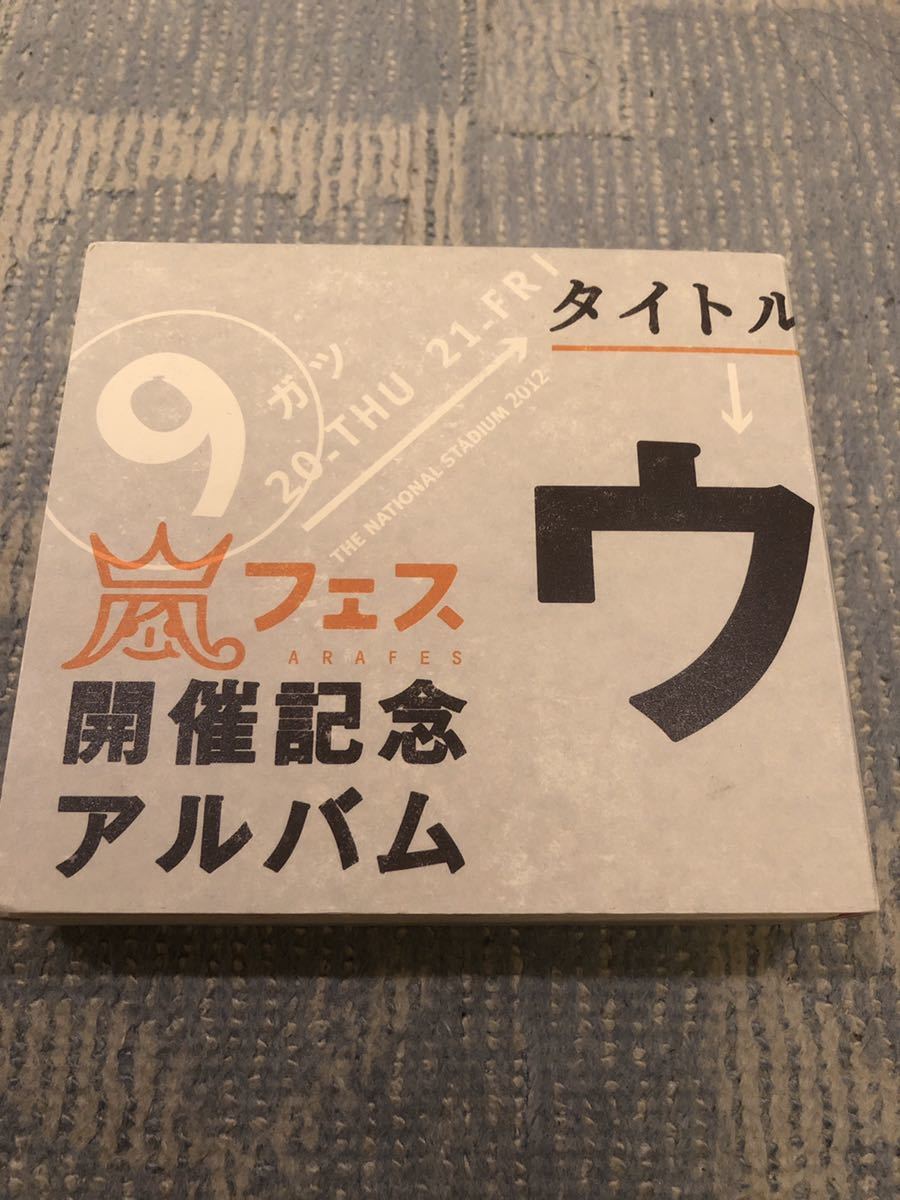 9ガツ
20-THU 21-FRI
THE NATIONAL STADIUM 2012
タイトル
ウ
嵐フェス
ARAFES
開催記念
アルバム